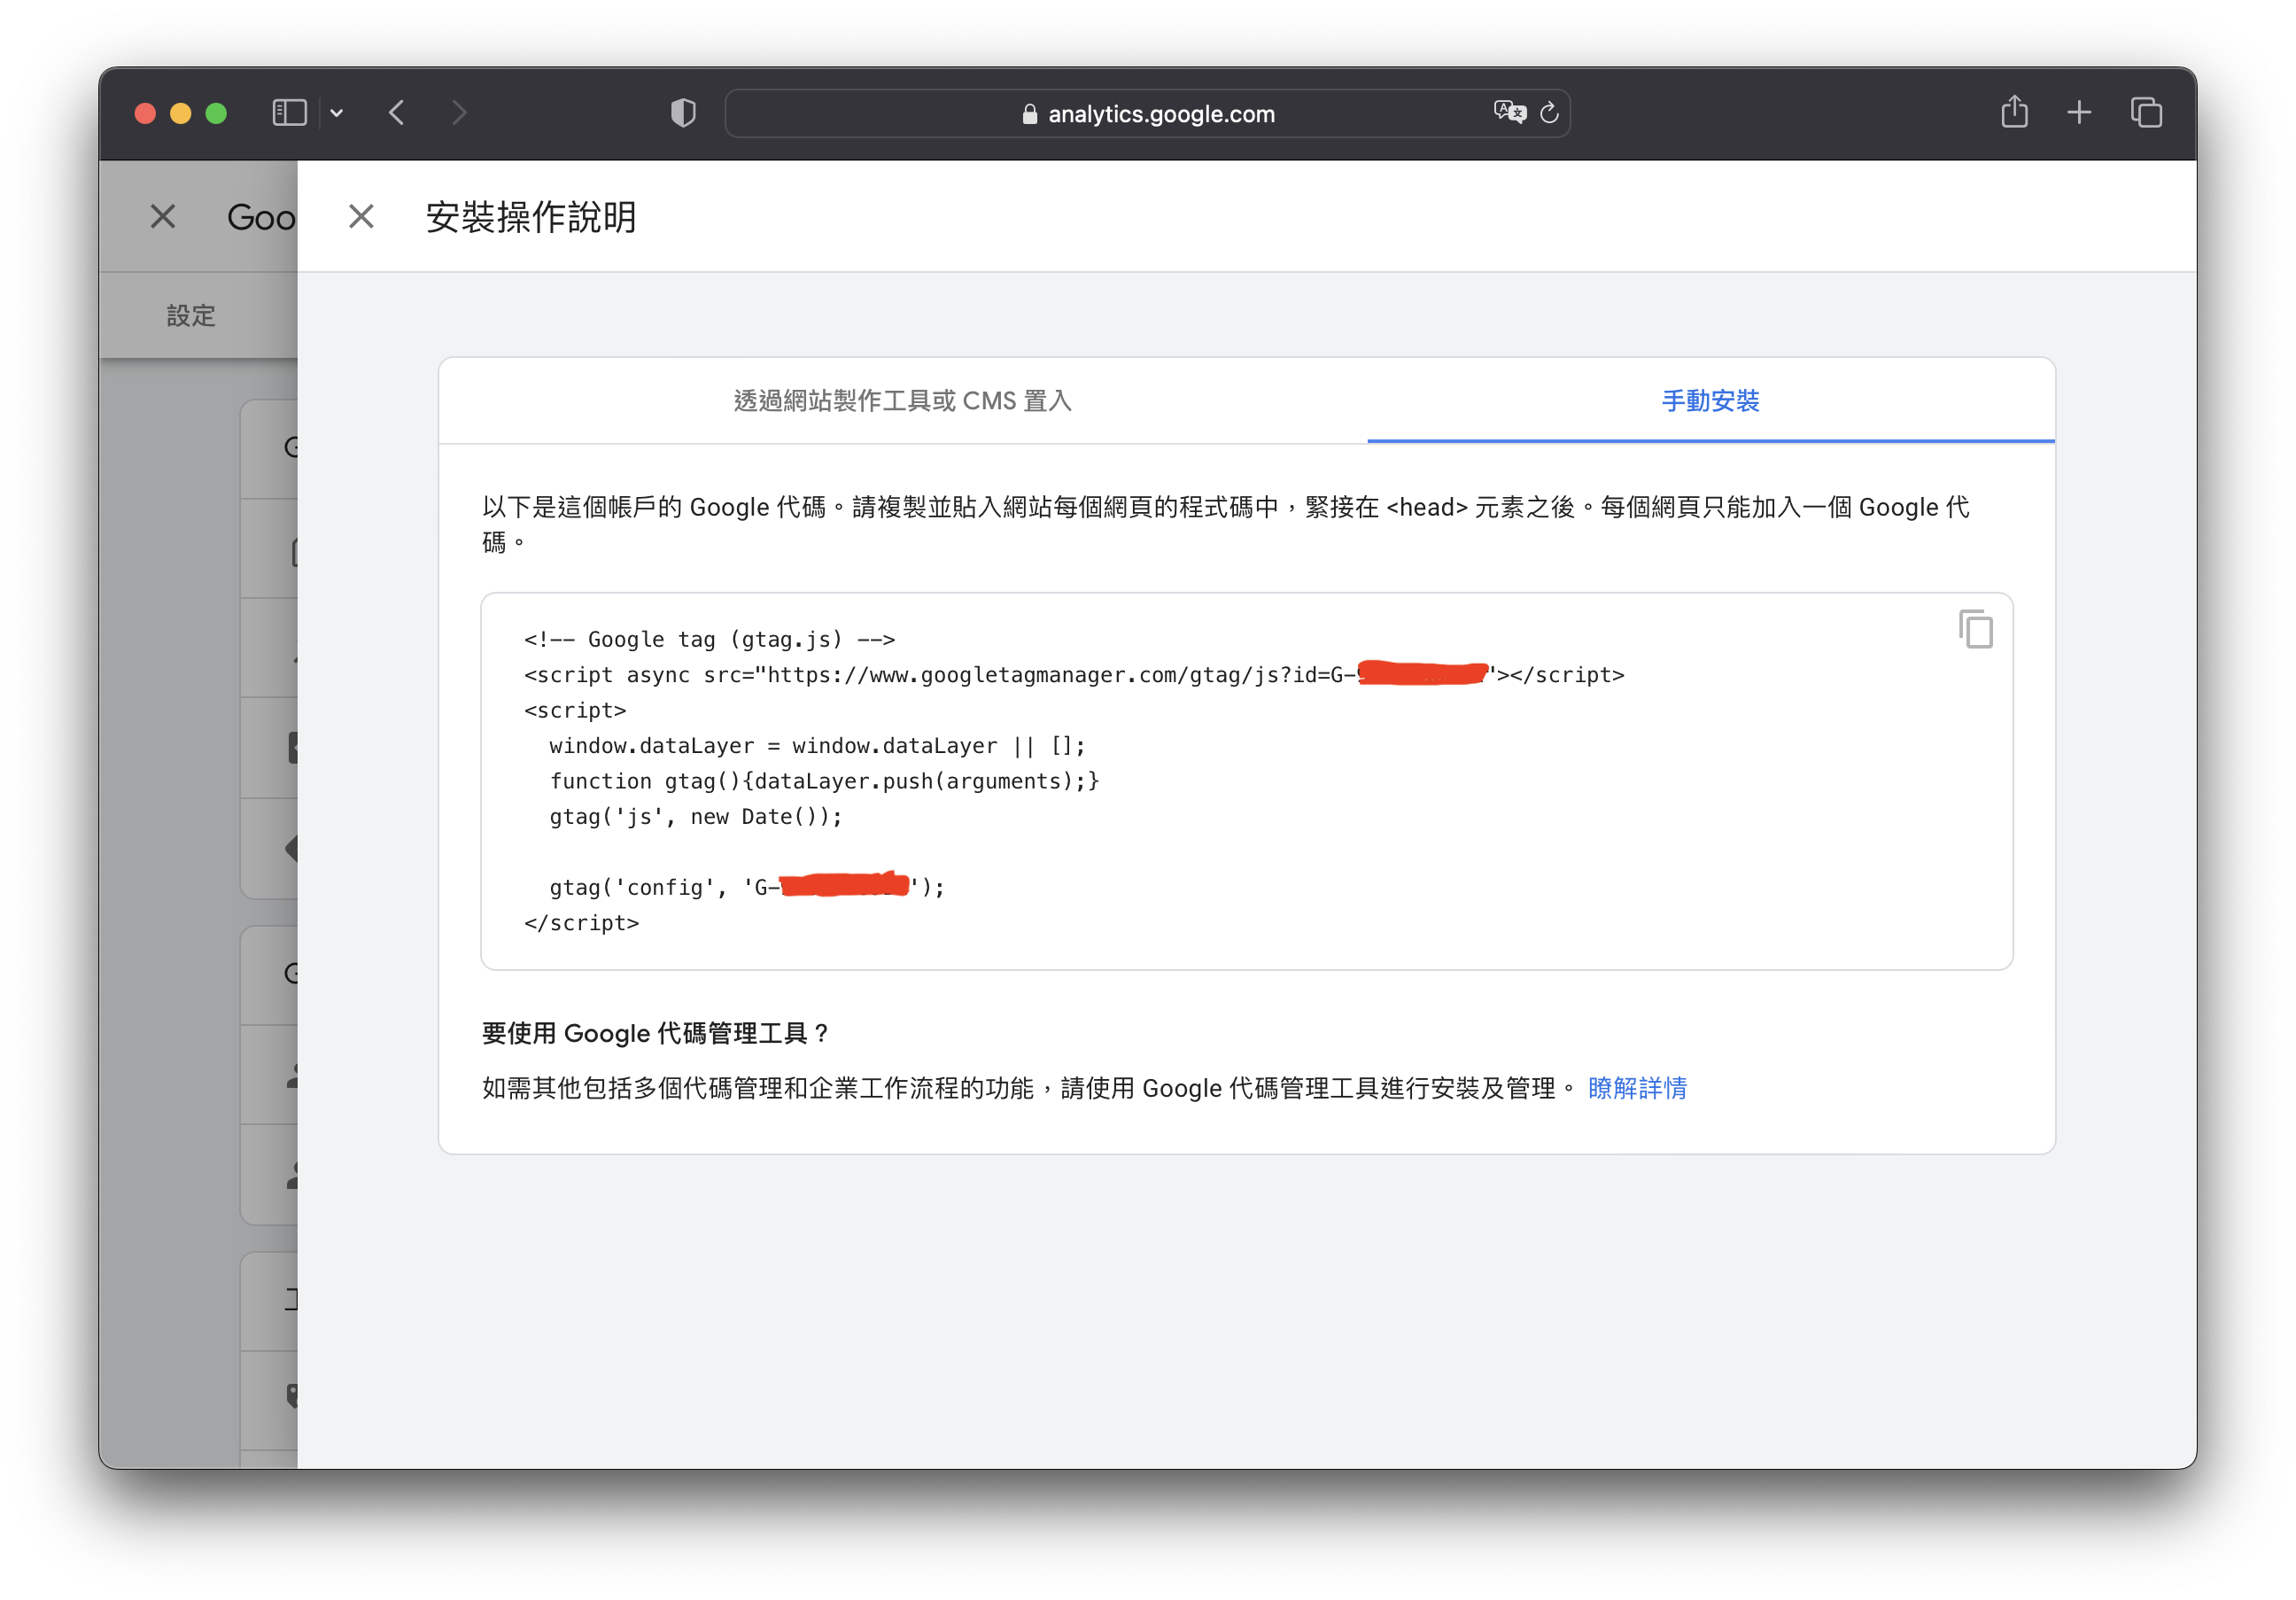 analytics.google.com
Goo
安裝操作說明
設定
透過網站製作工具或 CMS 置入
手動安裝
以下是這個帳戶的 Google 代碼。請複製並貼入網站每個網頁的程式碼中，緊接在 <head> 元素之後。每個網頁只能加入一個 Google 代
碼。
<!-- Google tag (gtag.js) -->
<script async src="https://www.googletagmanager.com/gtag/js?id=G-"></script>
<script>
window.dataLayer = window.dataLayer || [];
function gtag(){dataLayer.push(arguments);}
gtag('js', new Date());
gtag('config', 'G-');
</script>
要使用 Google 代碼管理工具？
如需其他包括多個代碼管理和企業工作流程的功能，請使用 Google 代碼管理工具進行安裝及管理。 瞭解詳情